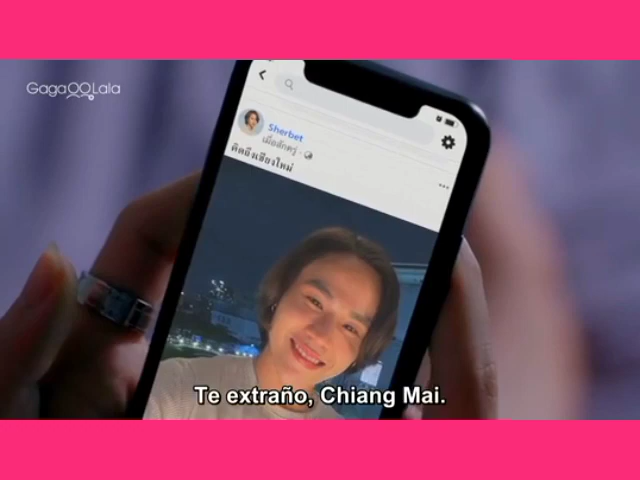 GagaOOLala
Sherbet
เมื่อสักครู่ ·
คิดถึงเชียงใหม่
Te extraño, Chiang Mai.